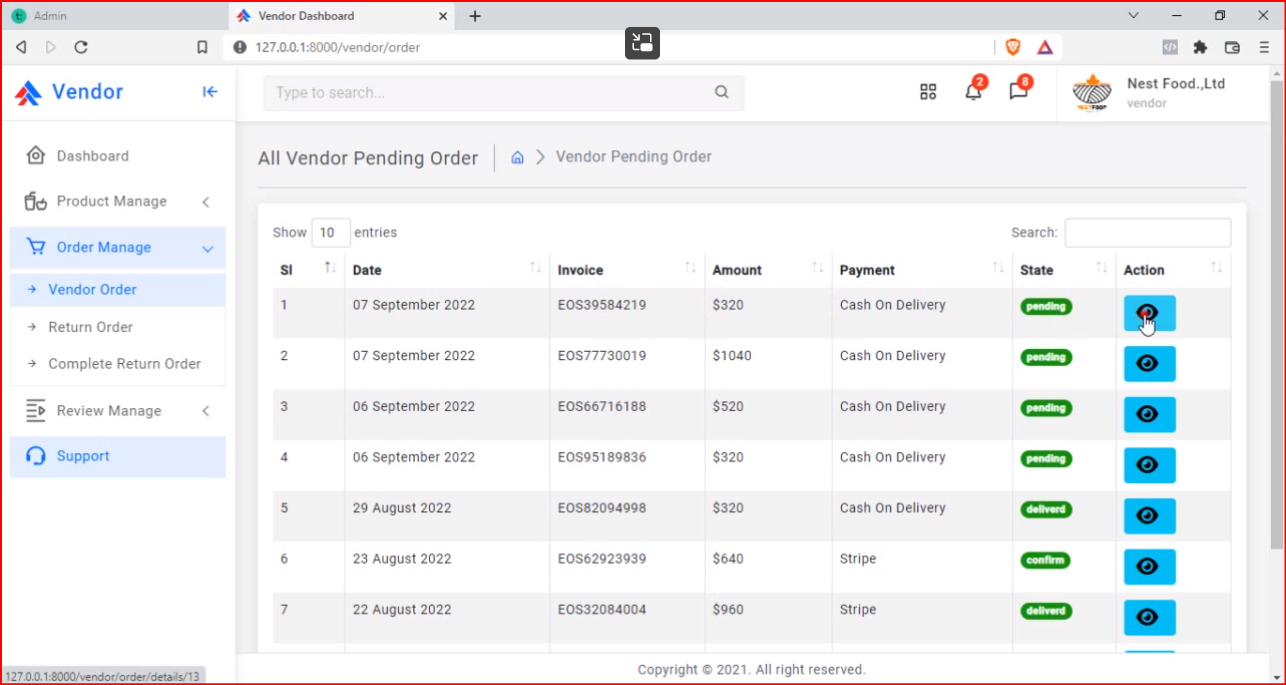 Admin
Vendor Dashboard
127.0.0.1:8000/vendor/order
Vendor
Type to search...
2
8
Nest Food.,Ltd
vendor
Dashboard
Product Manage
Order Manage
Vendor Order
Return Order
Complete Return Order
Review Manage
Support
All Vendor Pending Order
Vendor Pending Order
Show 10 entries
Search:
Sl Date Invoice Amount Payment State Action
1 07 September 2022 EOS39584219 $320 Cash On Delivery pending
2 07 September 2022 EOS77730019 $1040 Cash On Delivery pending
3 06 September 2022 EOS66716188 $520 Cash On Delivery pending
4 06 September 2022 EOS95189836 $320 Cash On Delivery pending
5 29 August 2022 EOS82094998 $320 Cash On Delivery deliverd
6 23 August 2022 EOS62923939 $640 Stripe confirm
7 22 August 2022 EOS32084004 $960 Stripe deliverd
Copyright © 2021. All right reserved.
127.0.0.1:8000/vendor/order/details/13